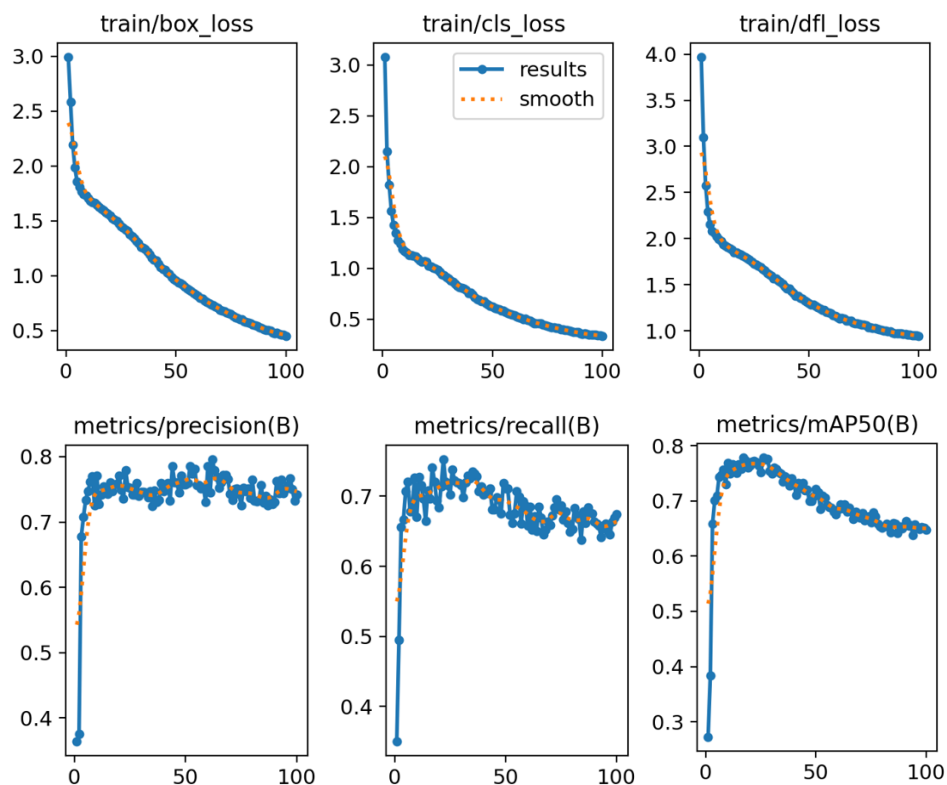 train/box_loss train/cls_loss train/dfl_loss
3.0 3.0 4.0
results
smooth
2.5 2.5 3.5
2.0 2.0 3.0
1.5 1.5 2.5
1.0 1.0 2.0
0.5 0.5 1.5
1.0
0 50 100 0 50 100 0 50 100
metrics/precision(B) metrics/recall(B) metrics/mAP50(B)
0.8 0.7 0.8
0.7 0.6 0.7
0.6 0.5 0.6
0.5 0.4 0.5
0.4 0.4
0.3
0 50 100 0 50 100 0 50 100